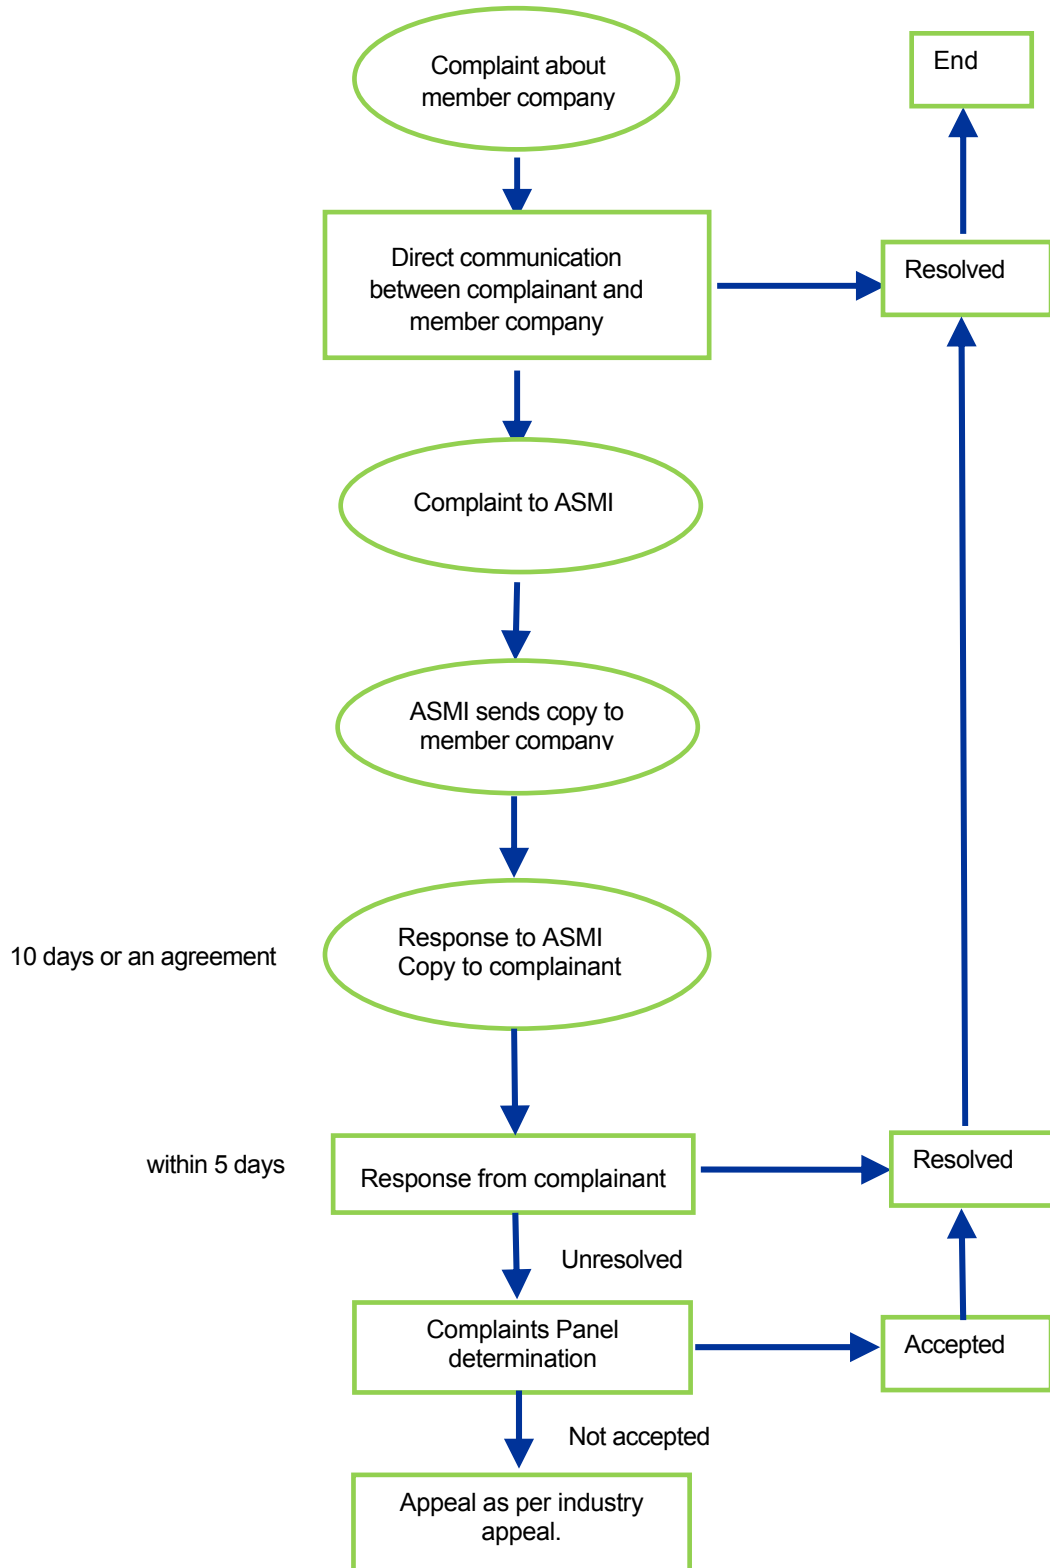 Complaint about
member company
End
Direct communication
between complainant and
member company
Resolved
Complaint to ASMI
ASMI sends copy to
member company
10 days or an agreement
Response to ASMI
Copy to complainant
within 5 days
Response from complainant
Resolved
Unresolved
Complaints Panel
determination
Accepted
Not accepted
Appeal as per industry
appeal.